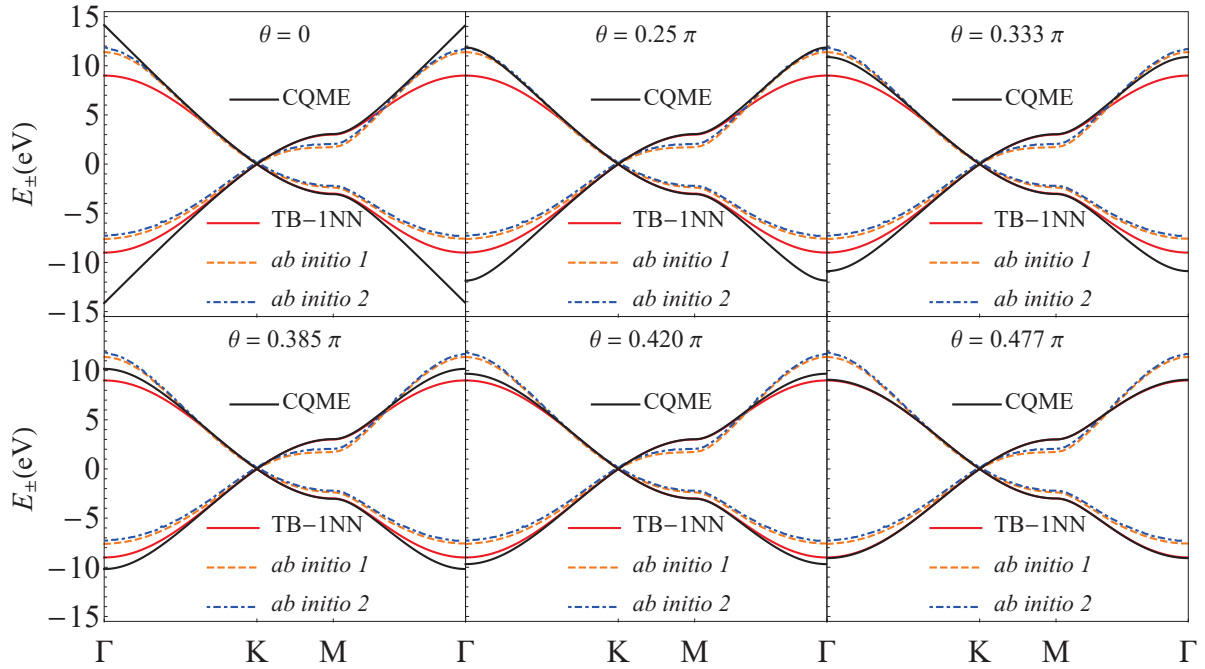 15
10
5
0
−5
−10
−15
E±(eV)
θ = 0
CQME
TB−1NN
ab initio 1
ab initio 2
θ = 0.25 π
CQME
TB−1NN
ab initio 1
ab initio 2
θ = 0.333 π
CQME
TB−1NN
ab initio 1
ab initio 2
10
5
0
−5
−10
−15
E±(eV)
θ = 0.385 π
CQME
TB−1NN
ab initio 1
ab initio 2
θ = 0.420 π
CQME
TB−1NN
ab initio 1
ab initio 2
θ = 0.477 π
CQME
TB−1NN
ab initio 1
ab initio 2
Γ K M Γ K M Γ K M Γ